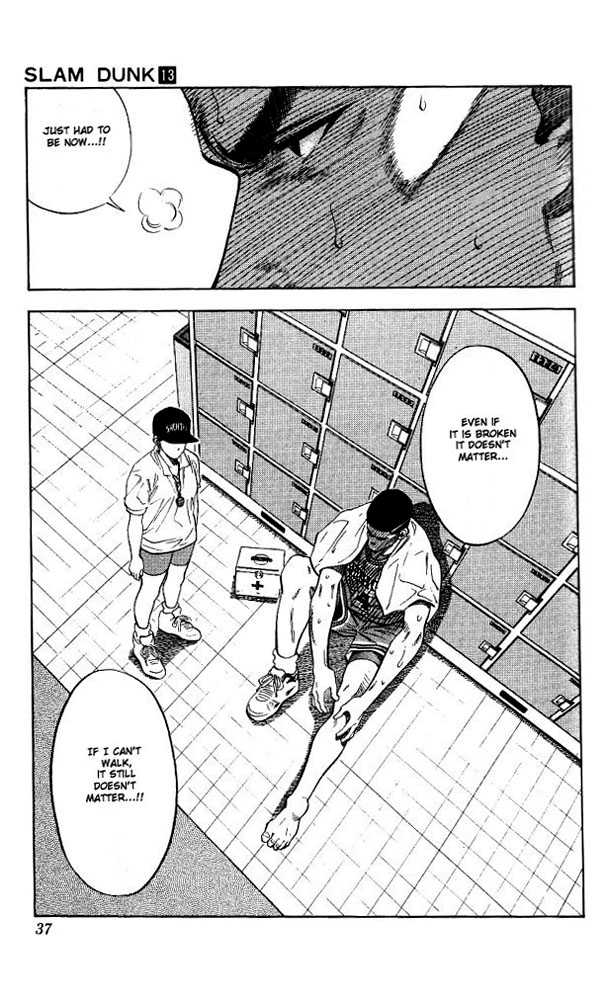 SLAM DUNK 13
JUST HAD TO
BE NOW...!!
EVEN IF
IT IS BROKEN
IT DOESN'T
MATTER...
IF I CAN'T
WALK,
IT STILL
DOESN'T
MATTER...!!
37